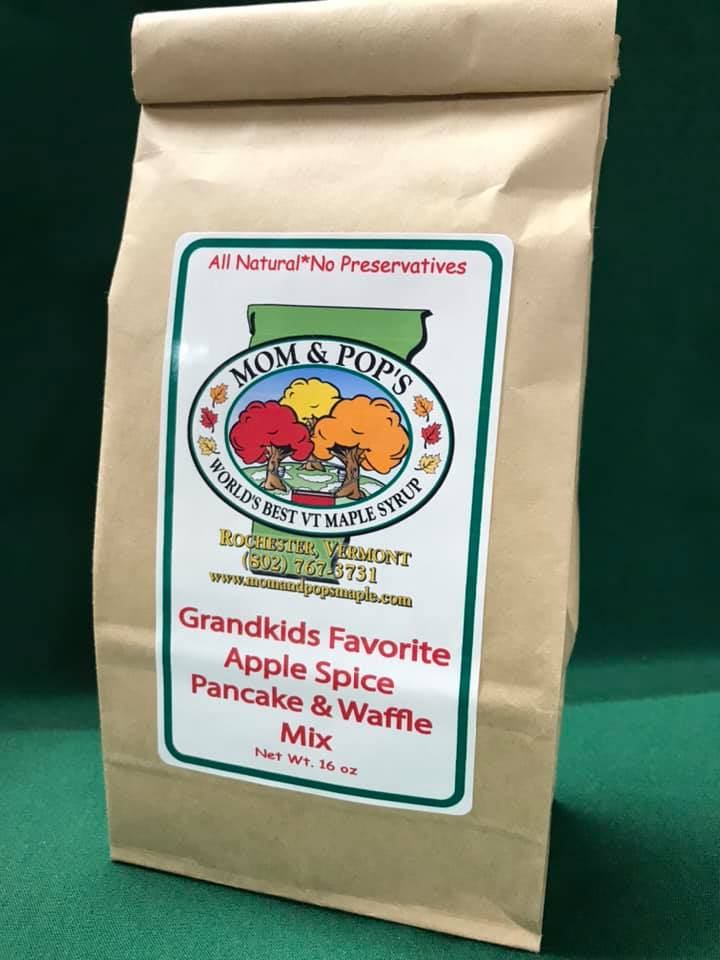 All Natural*No Preservatives
MOM & POP'S
WORLD'S BEST VT MAPLE SYRUP
ROCHESTER, VERMONT
(802) 767-3731
www.momandpopsmaple.com
Grandkids Favorite
Apple Spice
Pancake & Waffle
Mix
Net Wt. 16 oz